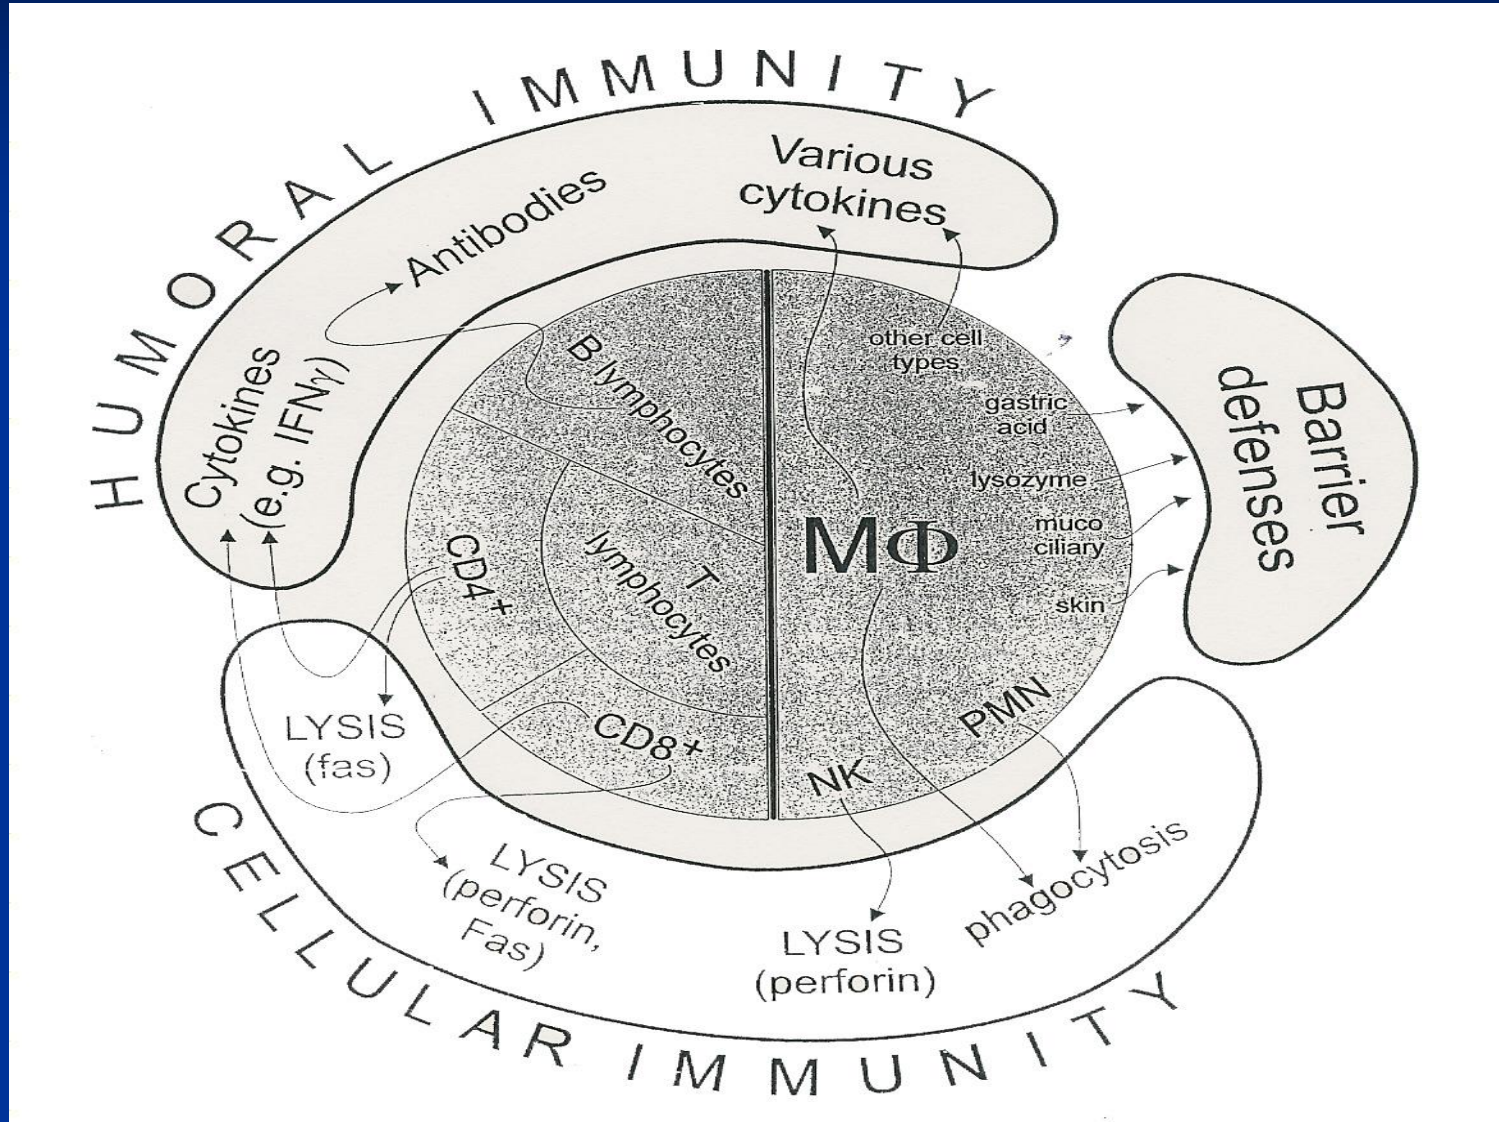 HUMORAL IMMUNITY
Various
cytokines
Antibodies
Cytokines
(e.g. IFNγ)
B lymphocytes
T
lymphocytes
CD4+
CD8+
other cell
types
gastric
acid
lysozyme
muco
ciliary
skin
MΦ
PMN
NK
Barrier
defenses
LYSIS
(fas)
LYSIS
(perforin,
Fas)
LYSIS
(perforin)
phagocytosis
CELLULAR IMMUNITY